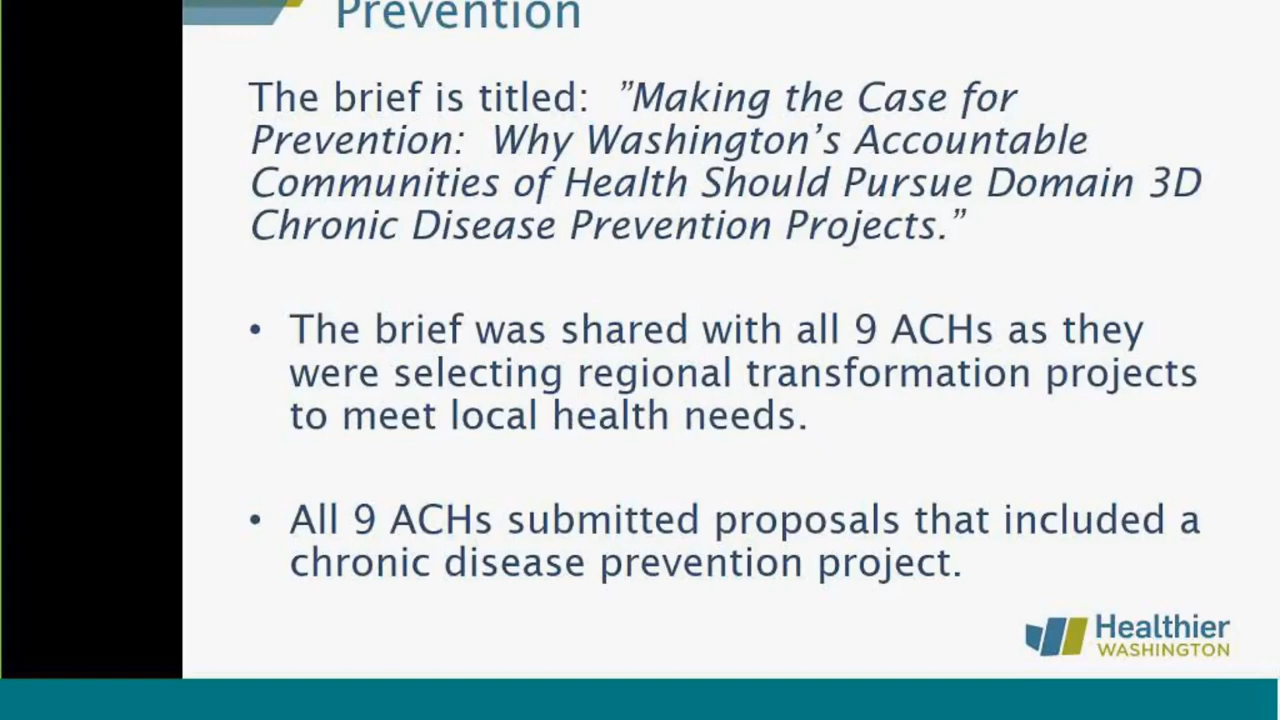 Prevention
The brief is titled:  ”Making the Case for
Prevention:  Why Washington’s Accountable
Communities of Health Should Pursue Domain 3D
Chronic Disease Prevention Projects.”
• The brief was shared with all 9 ACHs as they
were selecting regional transformation projects
to meet local health needs.
• All 9 ACHs submitted proposals that included a
chronic disease prevention project.
Healthier
WASHINGTON